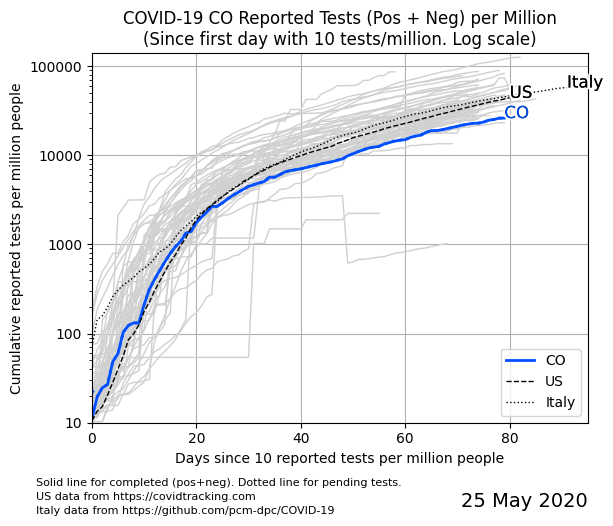 COVID-19 CO Reported Tests (Pos + Neg) per Million
(Since first day with 10 tests/million. Log scale)
Cumulative reported tests per million people
100000
10000
1000
100
10
Italy
US
CO
CO
US
Italy
0
20
40
60
80
Days since 10 reported tests per million people
Solid line for completed (pos+neg). Dotted line for pending tests.
US data from https://covidtracking.com
Italy data from https://github.com/pcm-dpc/COVID-19
25 May 2020